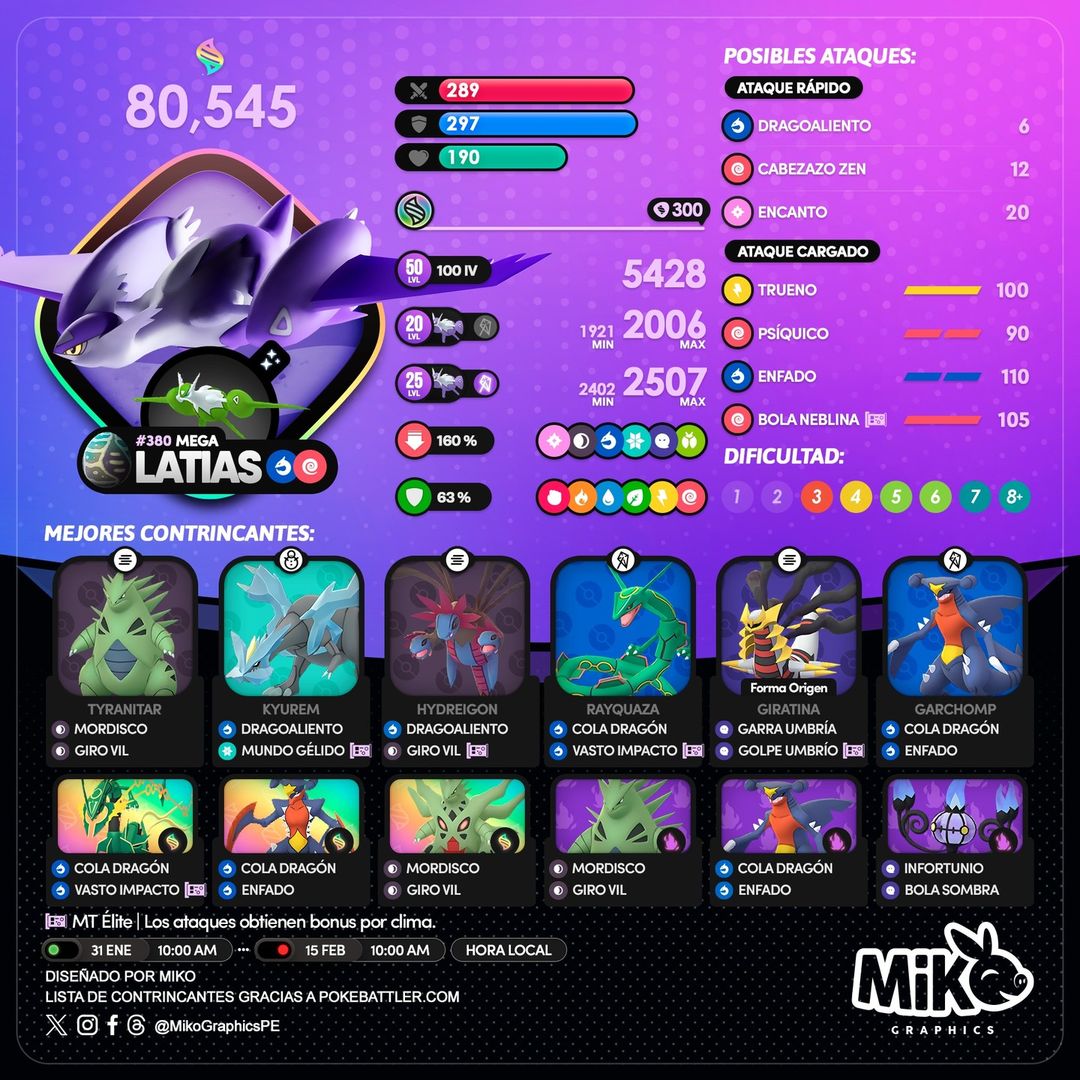 80,545
289
297
190
300
50 LVL 100 IV 5428
20 LVL 1921 MIN 2006 MAX
25 LVL 2402 MIN 2507 MAX
160 %
63 %
#380 MEGA
LATIAS
POSIBLES ATAQUES:
ATAQUE RÁPIDO
DRAGOALIENTO 6
CABEZAZO ZEN 12
ENCANTO 20
ATAQUE CARGADO
TRUENO 100
PSÍQUICO 90
ENFADO 110
BOLA NEBLINA 105
DIFICULTAD:
1 2 3 4 5 6 7 8+
MEJORES CONTRINCANTES:
TYRANITAR
MORDISCO
GIRO VIL
KYUREM
DRAGOALIENTO
MUNDO GÉLIDO
HYDREIGON
DRAGOALIENTO
GIRO VIL
RAYQUAZA
COLA DRAGÓN
VASTO IMPACTO
Forma Origen
GIRATINA
GARRA UMBRÍA
GOLPE UMBRÍO
GARCHOMP
COLA DRAGÓN
ENFADO
COLA DRAGÓN
VASTO IMPACTO
COLA DRAGÓN
ENFADO
MORDISCO
GIRO VIL
MORDISCO
GIRO VIL
COLA DRAGÓN
ENFADO
INFORTUNIO
BOLA SOMBRA
MT Élite | Los ataques obtienen bonus por clima.
31 ENE 10:00 AM ··· 15 FEB 10:00 AM HORA LOCAL
DISEÑADO POR MIKO
LISTA DE CONTRINCANTES GRACIAS A POKEBATTLER.COM
@MikoGraphicsPE
MiKO
GRAPHICS